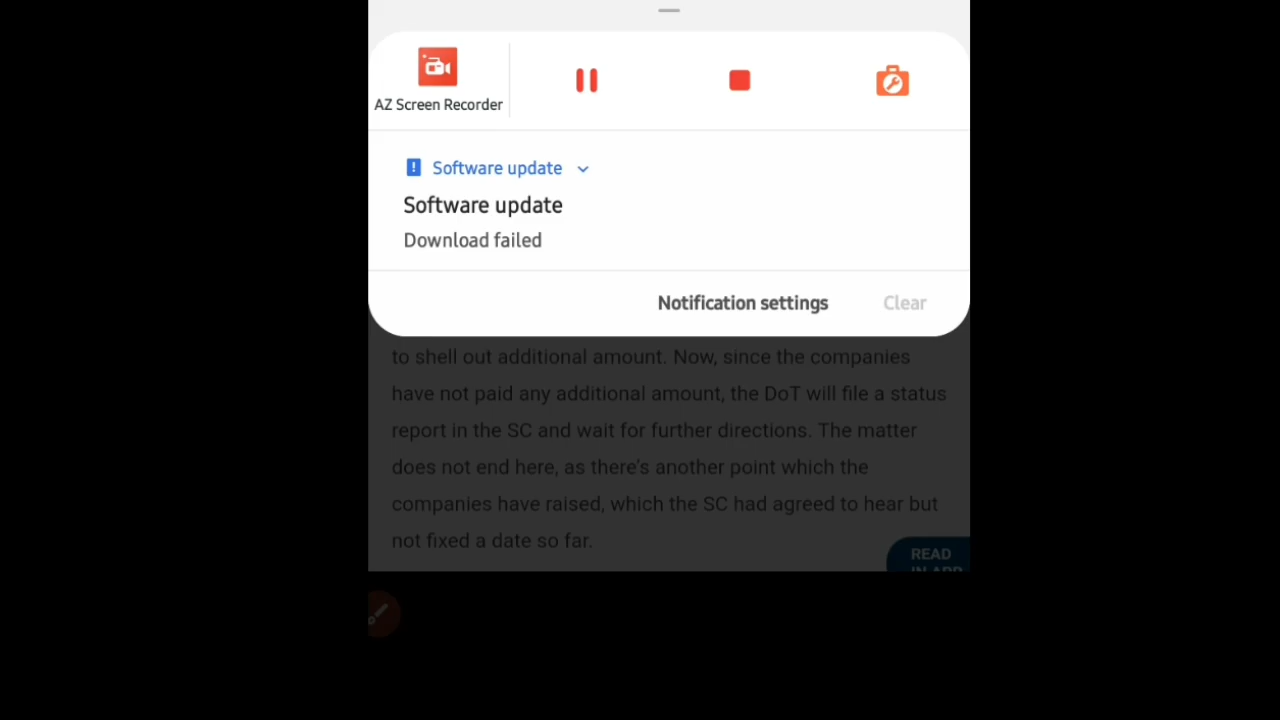 AZ Screen Recorder
Software update
Software update
Download failed
Notification settings
Clear
to shell out additional amount. Now, since the companies
have not paid any additional amount, the DoT will file a status
report in the SC and wait for further directions. The matter
does not end here, as there's another point which the
companies have raised, which the SC had agreed to hear but
not fixed a date so far.
READ
IN APP